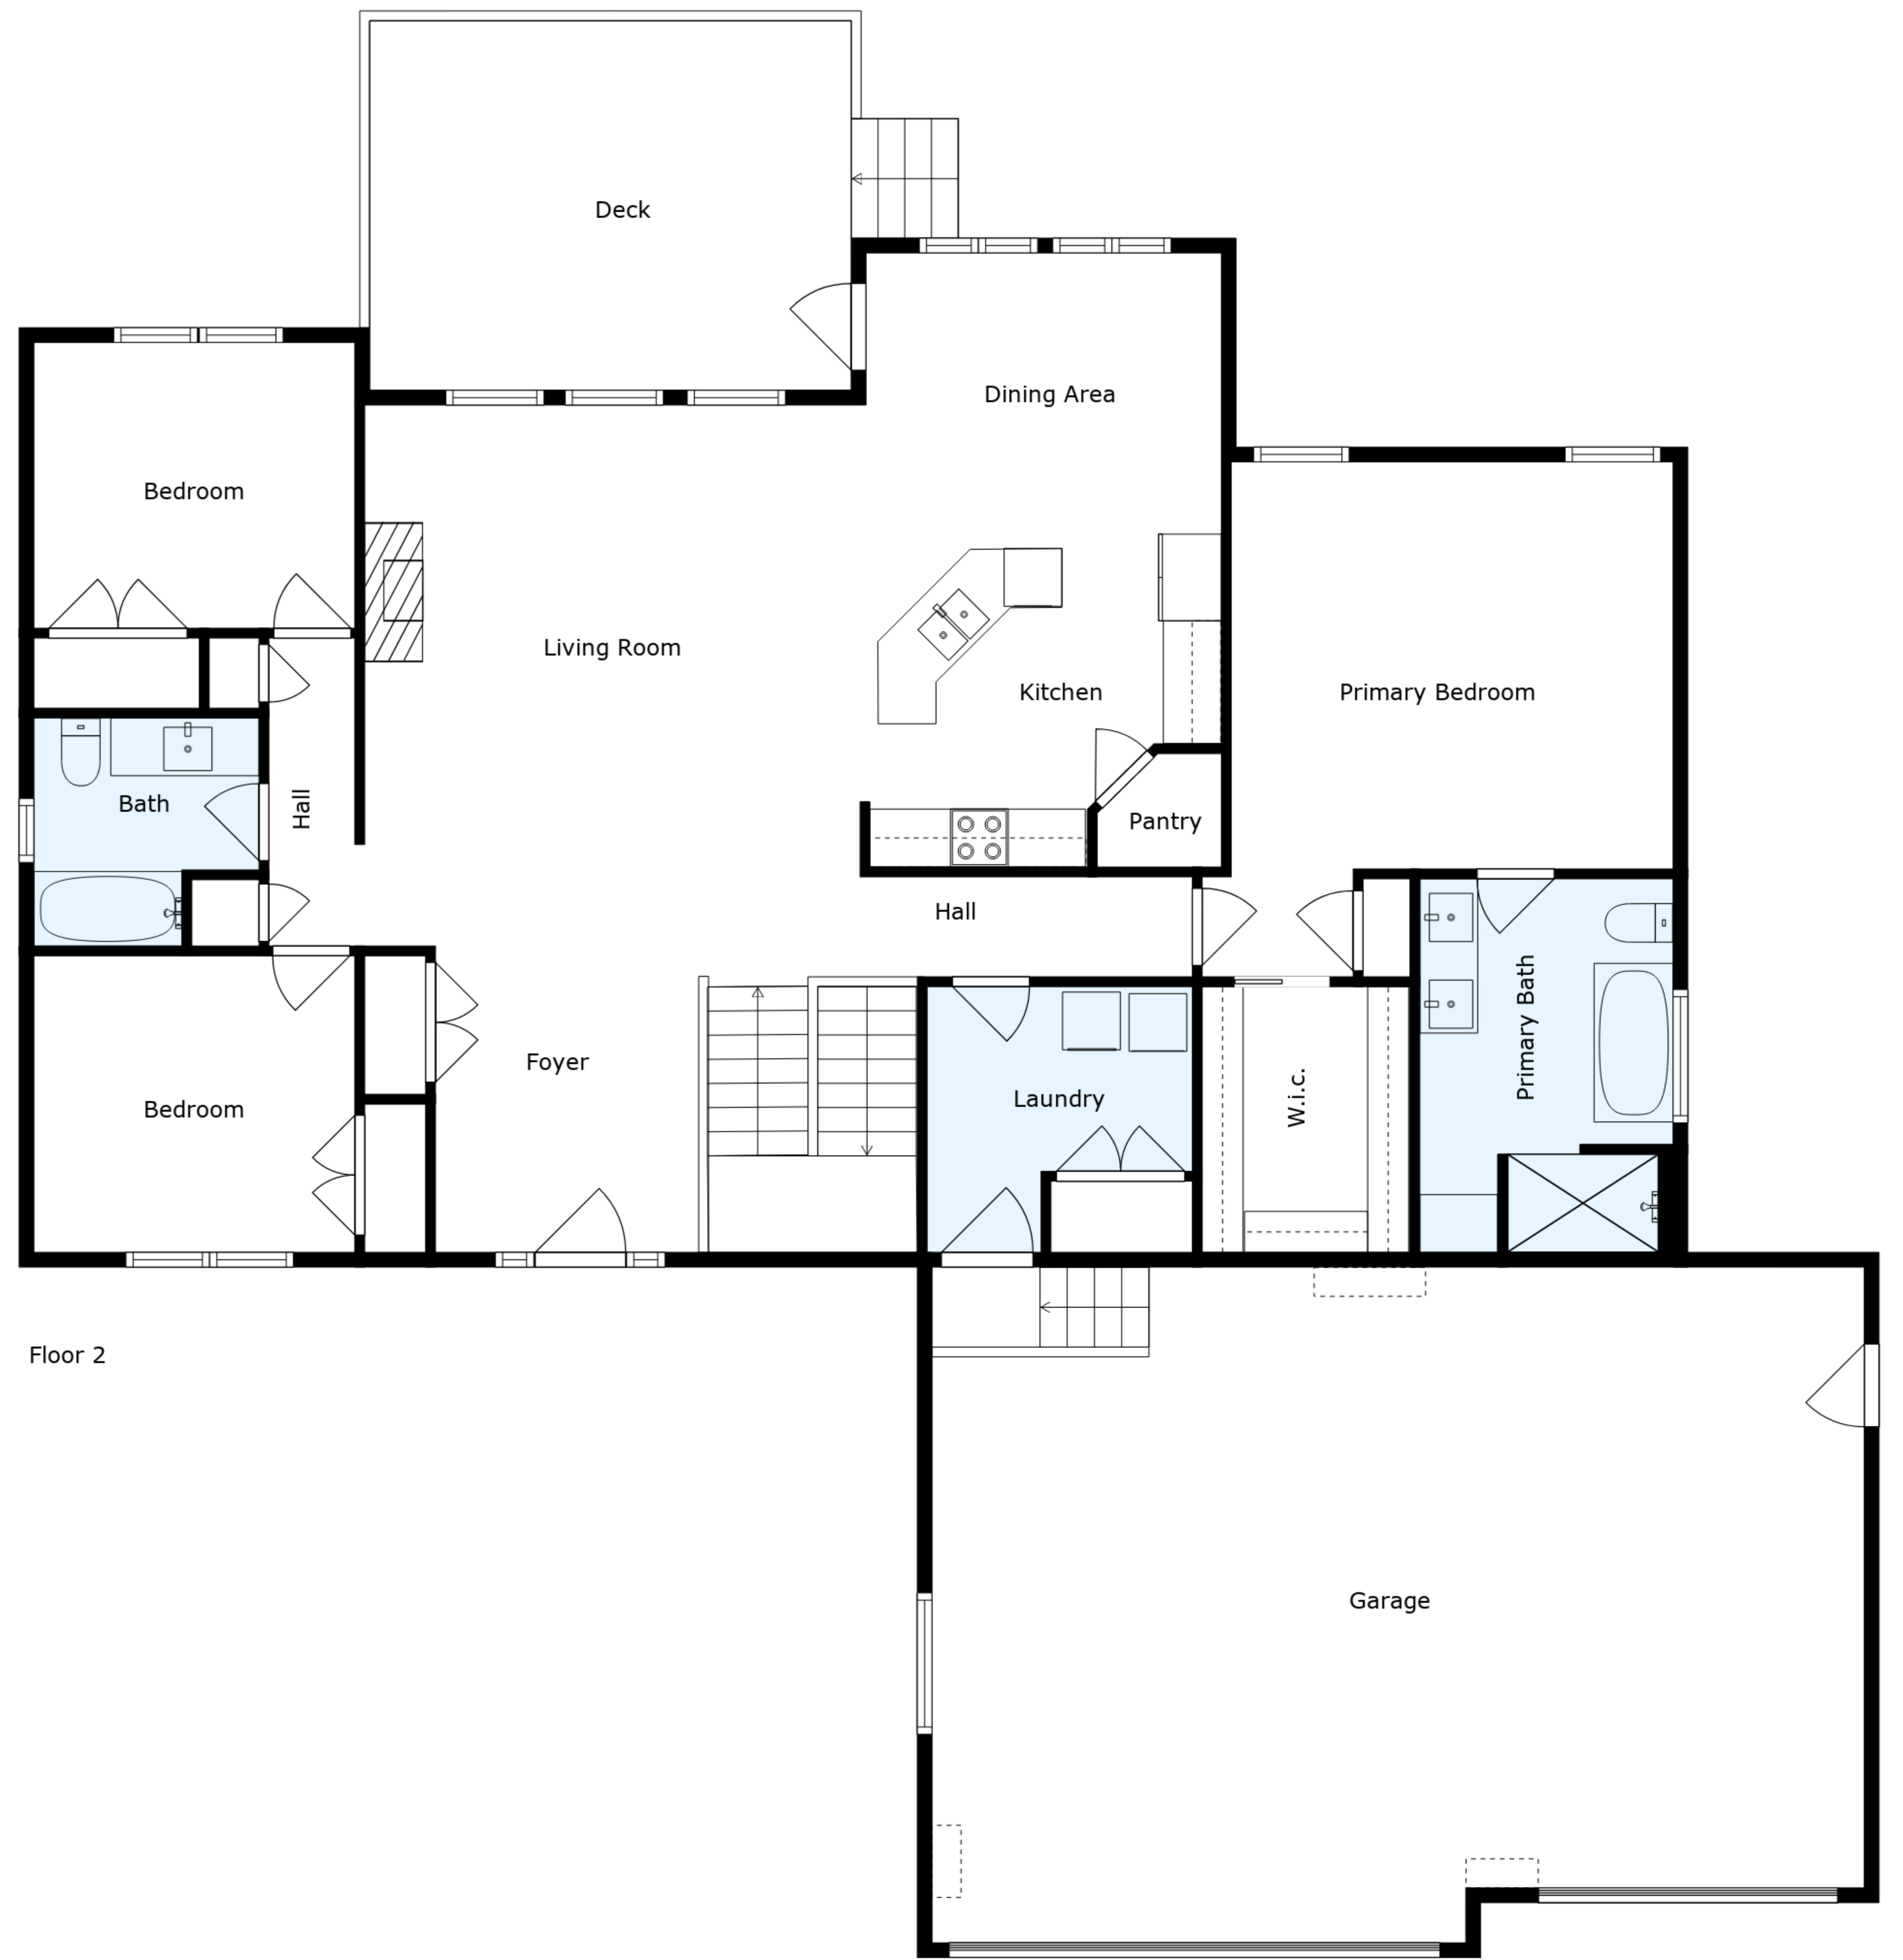 Deck
Dining Area
Bedroom
Living Room
Kitchen
Primary Bedroom
Bath
Hall
Pantry
Hall
Primary Bath
Foyer
Laundry
W.i.c.
Bedroom
Floor 2
Garage